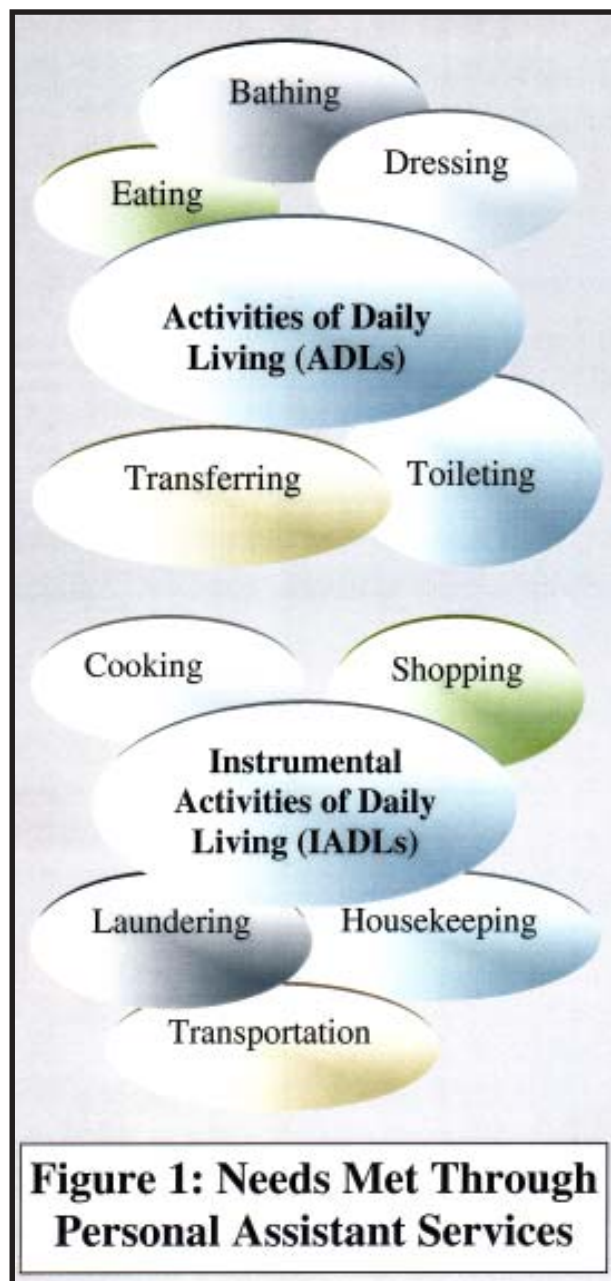 Bathing
Dressing
Eating
Activities of Daily
Living (ADLs)
Transferring
Toileting
Cooking
Shopping
Instrumental
Activities of Daily
Living (IADLs)
Laundering
Housekeeping
Transportation
Figure 1: Needs Met Through
Personal Assistant Services